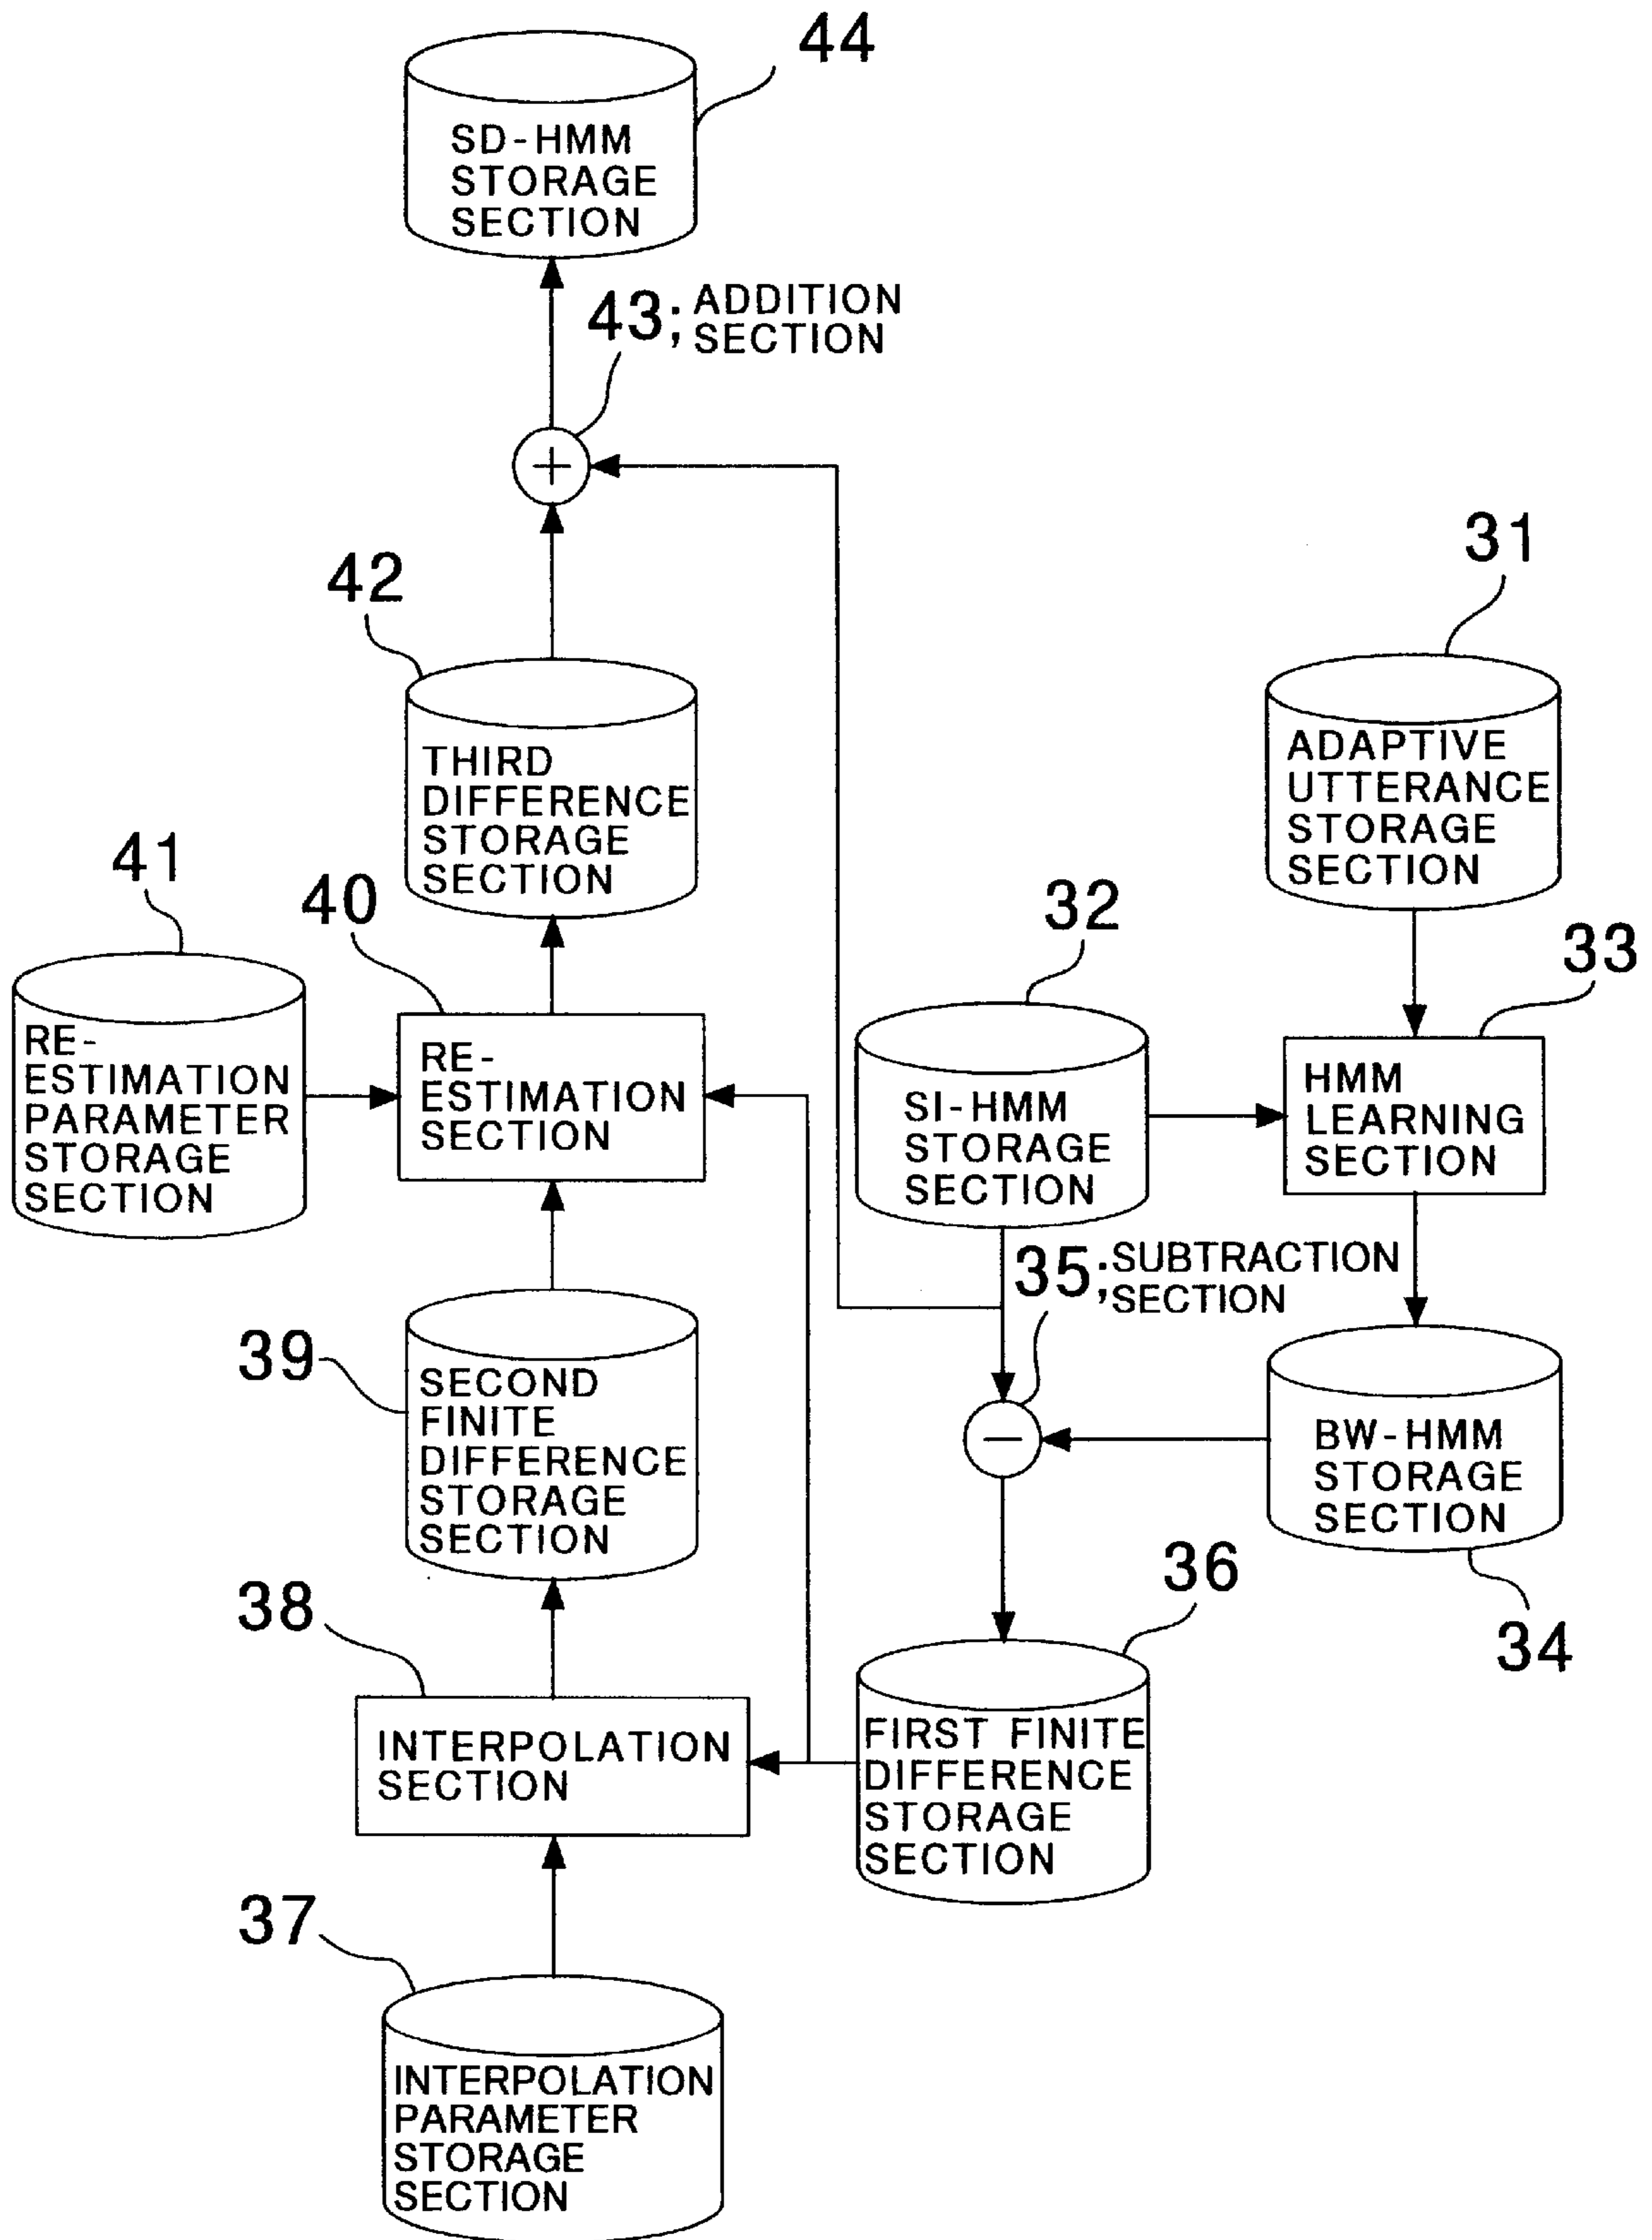 44
SD-HMM
STORAGE
SECTION
43; ADDITION
SECTION
42
THIRD
DIFFERENCE
STORAGE
SECTION
31
ADAPTIVE
UTTERANCE
STORAGE
SECTION
41
RE-
ESTIMATION
PARAMETER
STORAGE
SECTION
40
RE-
ESTIMATION
SECTION
32
SI-HMM
STORAGE
SECTION
33
HMM
LEARNING
SECTION
35; SUBTRACTION
SECTION
39
SECOND
FINITE
DIFFERENCE
STORAGE
SECTION
BW-HMM
STORAGE
SECTION
34
38
INTERPOLATION
SECTION
36
FIRST FINITE
DIFFERENCE
STORAGE
SECTION
37
INTERPOLATION
PARAMETER
STORAGE
SECTION